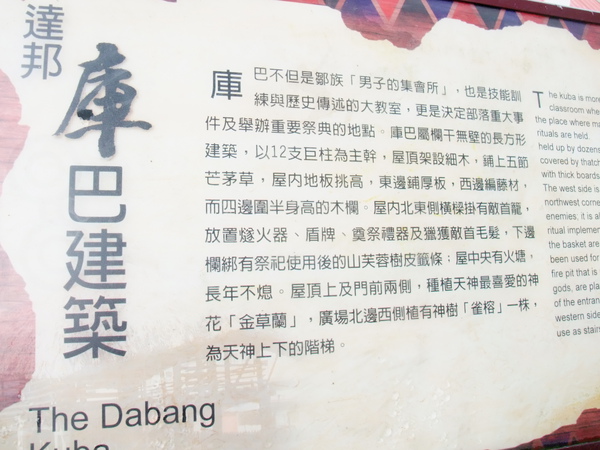 達邦
庫巴建築
The Dabang
Kuba
庫巴不但是鄒族「男子的集會所」，也是技能訓
練與歷史傳述的大教室，更是決定部落重大事
件及舉辦重要祭典的地點。庫巴屬欄干無壁的長方形
建築，以12支巨柱為主幹，屋頂架設細木，鋪上五節
芒茅草，屋內地板挑高，東邊鋪厚板，西邊編藤材，
而四邊圍半身高的木欄。屋內北東側橫樑掛有敵首龍，
放置燧火器、盾牌、奠祭禮器及獵獲敵首毛髮，下邊
欄綁有祭祀使用後的山芙蓉樹皮籤條；屋中央有火塘，
長年不熄。屋頂上及門前兩側，種植天神最喜愛的神
花「金草蘭」，廣場北邊西側植有神樹「雀榕」一株，
為天神上下的階梯。
The kuba is more
classroom whe
the place where ma
rituals are held.
held up by dozens
covered by thatch
with thick boards
The west side is
northwest corne
enemies; it is al
ritual implemen
the basket are
been used for
fire pit that is
gods, are pla
of the entran
western side
use as stairs